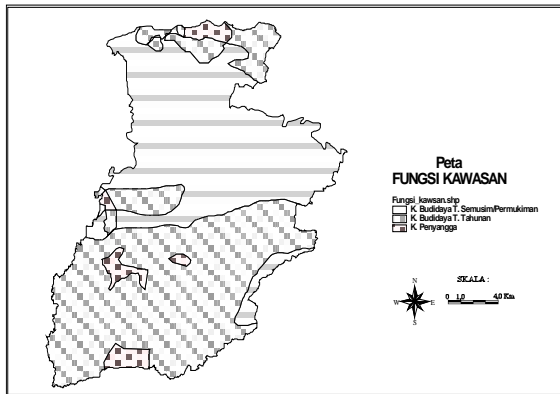 Peta
FUNGSI KAWASAN
Fungsi_kawsan.shp
K. Budidaya T. Semusim/Permukiman
K. Budidaya T. Tahunan
K. Penyangga
N
W E
S
SKALA :
0 1,0 4,0 Km